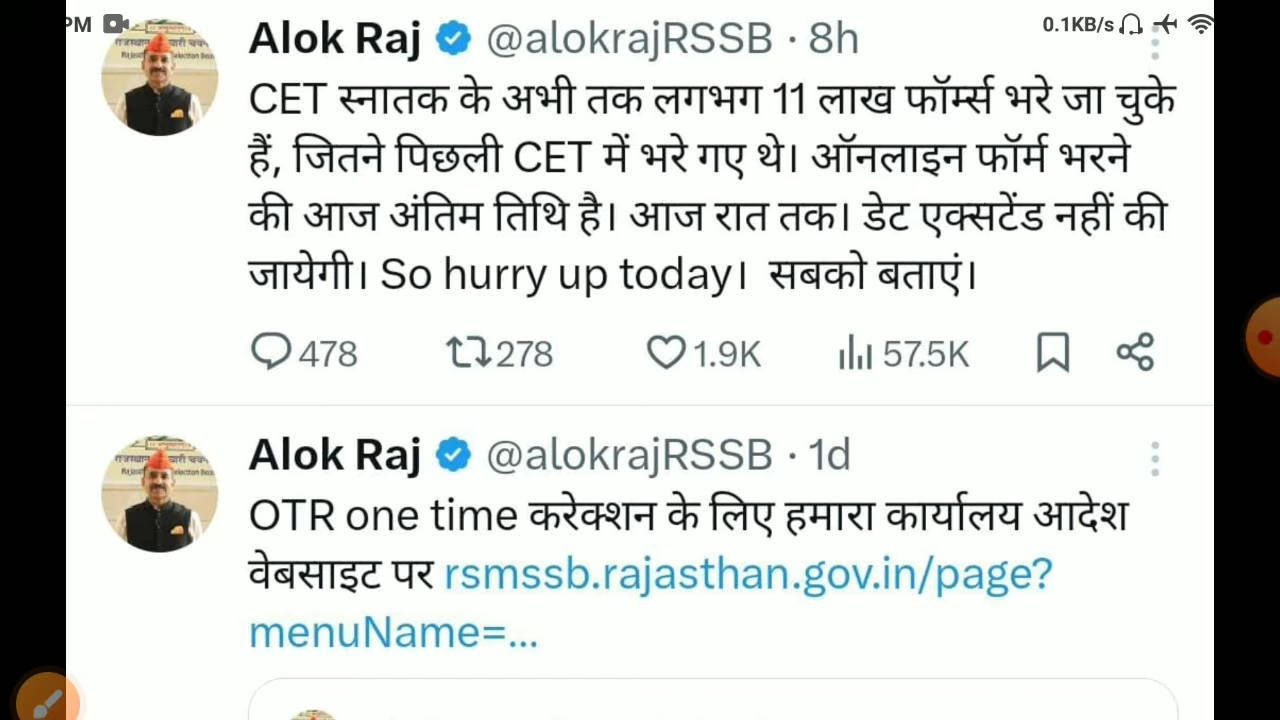 PM
0.1KB/s
Alok Raj @alokrajRSSB · 8h
CET स्नातक के अभी तक लगभग 11 लाख फॉर्म्स भरे जा चुके
हैं, जितने पिछली CET में भरे गए थे। ऑनलाइन फॉर्म भरने
की आज अंतिम तिथि है। आज रात तक। डेट एक्सटेंड नहीं की
जायेगी। So hurry up today। सबको बताएं।
478 278 1.9K 57.5K
Alok Raj @alokrajRSSB · 1d
OTR one time करेक्शन के लिए हमारा कार्यालय आदेश
वेबसाइट पर rsmssb.rajasthan.gov.in/page?
menuName=...